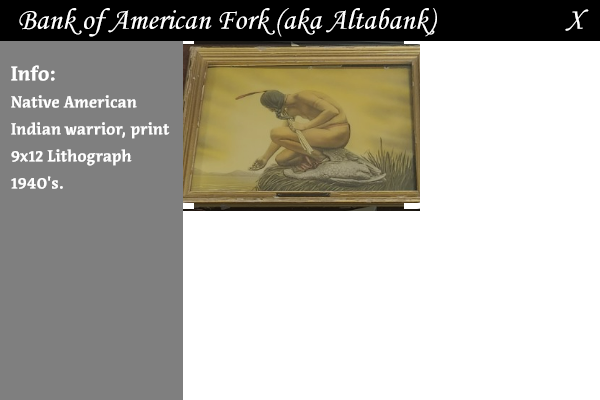 Bank of American Fork (aka Altabank)
X
Info:
Native American
Indian warrior, print
9x12 Lithograph
1940's.